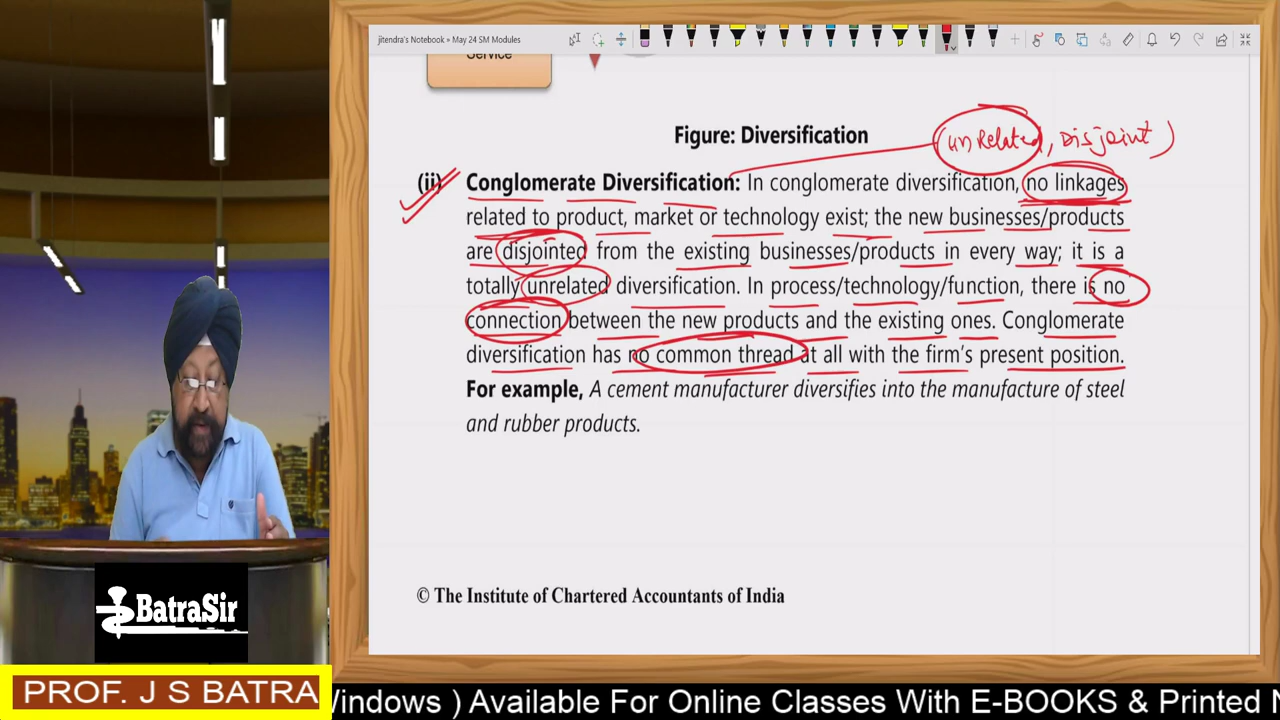 jitendra's Notebook » May 24 SM Modules
Service
Figure: Diversification
(un Related, Disjoint)
(ii) Conglomerate Diversification: In conglomerate diversification, no linkages
related to product, market or technology exist; the new businesses/products
are disjointed from the existing businesses/products in every way; it is a
totally unrelated diversification. In process/technology/function, there is no
connection between the new products and the existing ones. Conglomerate
diversification has no common thread at all with the firm's present position.
For example, A cement manufacturer diversifies into the manufacture of steel
and rubber products.
© The Institute of Chartered Accountants of India
BatraSir
PROF. J S BATRA
Windows ) Available For Online Classes With E-BOOKS & Printed N